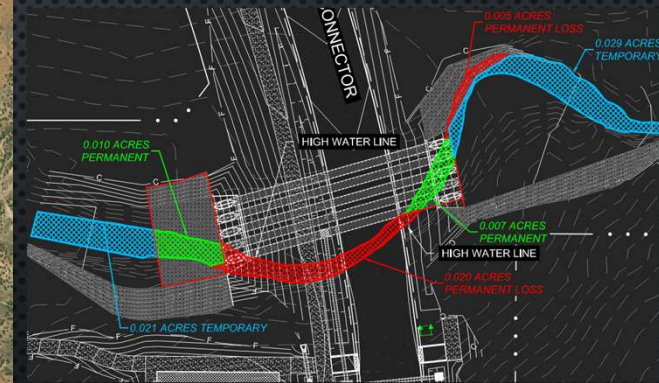 0.005 ACRES
PERMANENT LOSS
0.029 ACRES
TEMPORARY
CONNECTOR
0.010 ACRES
PERMANENT
HIGH WATER LINE
0.007 ACRES
PERMANENT
HIGH WATER LINE
0.020 ACRES
PERMANENT LOSS
0.021 ACRES TEMPORARY